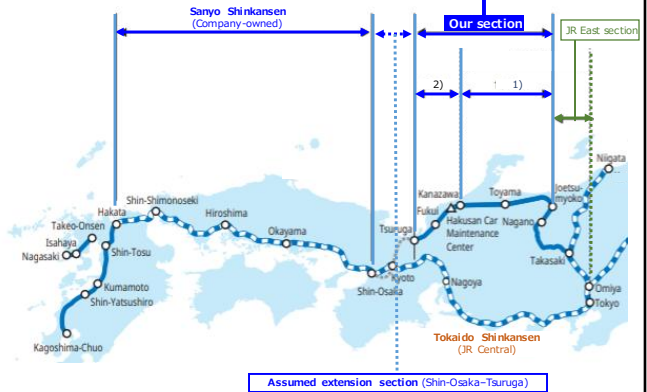 Sanyo Shinkansen
(Company-owned)
Our section
JR East section
2)
1)
Niigata
Kanazawa
Toyama
Joetsu-
myoko
Shin-Shimonoseki
Hakata
Hiroshima
Fukui
Hakusan Car
Maintenance
Center
Nagano
Takeo-Onsen
Okayama
Tsuruga
Isahaya
Nagasaki
Shin-Tosu
Takasaki
Kyoto
Kumamoto
Shin-Osaka
Nagoya
Omiya
Shin-Yatsushiro
Tokyo
Tokaido Shinkansen
(JR Central)
Kagoshima-Chuo
Assumed extension section (Shin-Osaka–Tsuruga)